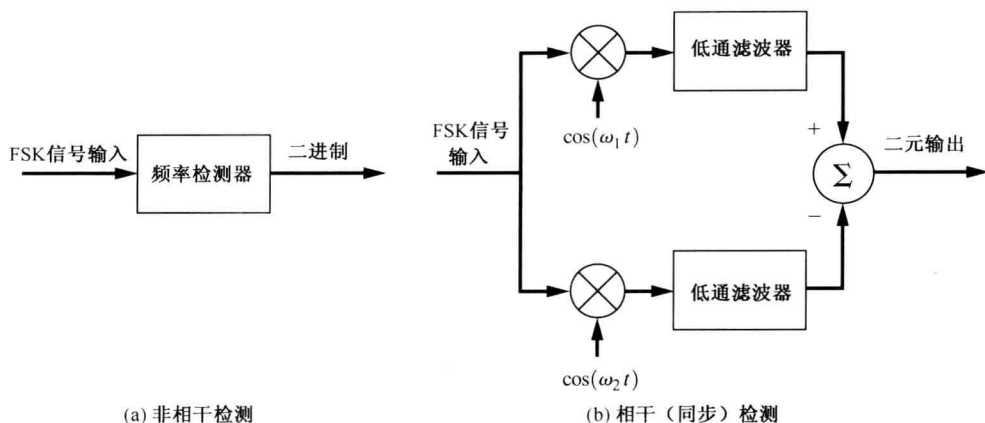 FSK信号输入
频率检测器
二进制
(a) 非相干检测
FSK信号
输入
cos(ω₁t)
低通滤波器
+
Σ
二元输出
−
低通滤波器
cos(ω₂t)
(b) 相干（同步）检测